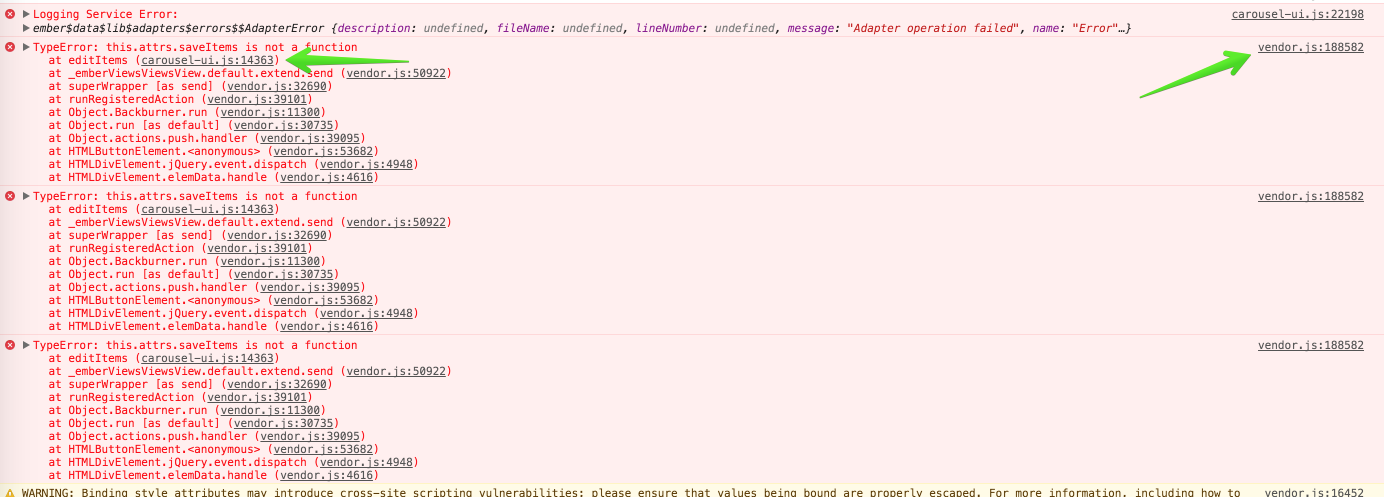 Logging Service Error: carousel-ui.js:22198
ember$data$lib$adapters$errors$$AdapterError {description: undefined, fileName: undefined, lineNumber: undefined, message: "Adapter operation failed", name: "Error"…}
TypeError: this.attrs.saveItems is not a function vendor.js:188582
at editItems (carousel-ui.js:14363)
at _emberViewsViewsView.default.extend.send (vendor.js:50922)
at superWrapper [as send] (vendor.js:32690)
at runRegisteredAction (vendor.js:39101)
at Object.Backburner.run (vendor.js:11300)
at Object.run [as default] (vendor.js:30735)
at Object.actions.push.handler (vendor.js:39095)
at HTMLButtonElement.<anonymous> (vendor.js:53682)
at HTMLDivElement.jQuery.event.dispatch (vendor.js:4948)
at HTMLDivElement.elemData.handle (vendor.js:4616)
TypeError: this.attrs.saveItems is not a function vendor.js:188582
at editItems (carousel-ui.js:14363)
at _emberViewsViewsView.default.extend.send (vendor.js:50922)
at superWrapper [as send] (vendor.js:32690)
at runRegisteredAction (vendor.js:39101)
at Object.Backburner.run (vendor.js:11300)
at Object.run [as default] (vendor.js:30735)
at Object.actions.push.handler (vendor.js:39095)
at HTMLButtonElement.<anonymous> (vendor.js:53682)
at HTMLDivElement.jQuery.event.dispatch (vendor.js:4948)
at HTMLDivElement.elemData.handle (vendor.js:4616)
TypeError: this.attrs.saveItems is not a function vendor.js:188582
at editItems (carousel-ui.js:14363)
at _emberViewsViewsView.default.extend.send (vendor.js:50922)
at superWrapper [as send] (vendor.js:32690)
at runRegisteredAction (vendor.js:39101)
at Object.Backburner.run (vendor.js:11300)
at Object.run [as default] (vendor.js:30735)
at Object.actions.push.handler (vendor.js:39095)
at HTMLButtonElement.<anonymous> (vendor.js:53682)
at HTMLDivElement.jQuery.event.dispatch (vendor.js:4948)
at HTMLDivElement.elemData.handle (vendor.js:4616)
WARNING: Binding style attributes may introduce cross-site scripting vulnerabilities; please ensure that values being bound are properly escaped. For more information, including how to vendor.js:16452